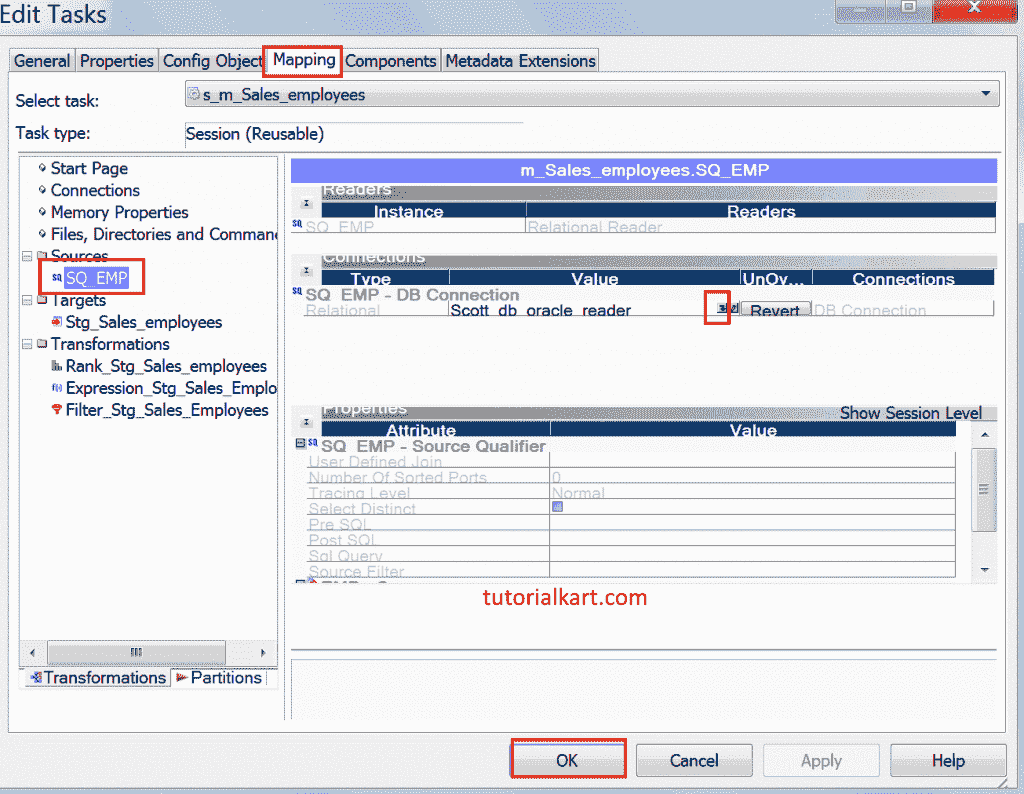 Edit Tasks
General Properties Config Object Mapping Components Metadata Extensions
Select task: s_m_Sales_employees
Task type: Session (Reusable)
Start Page
Connections
Memory Properties
Files, Directories and Comman
Sources
SQ_EMP
Targets
Stg_Sales_employees
Transformations
Rank_Stg_Sales_employees
Expression_Stg_Sales_Emplo
Filter_Stg_Sales_Employees
Transformations Partitions
m_Sales_employees.SQ_EMP
Readers
Instance Readers
SQ_EMP Relational Reader
Connections
Type Value UnOv... Connections
SQ_EMP - DB Connection
Relational Scott_db_oracle_reader Revert DB Connection
Properties Show Session Level
Attribute Value
SQ_EMP - Source Qualifier
User Defined Join
Number Of Sorted Ports 0
Tracing Level Normal
Select Distinct
Pre SQL
Post SQL
Sql Query
Source Filter
tutorialkart.com
OK Cancel Apply Help